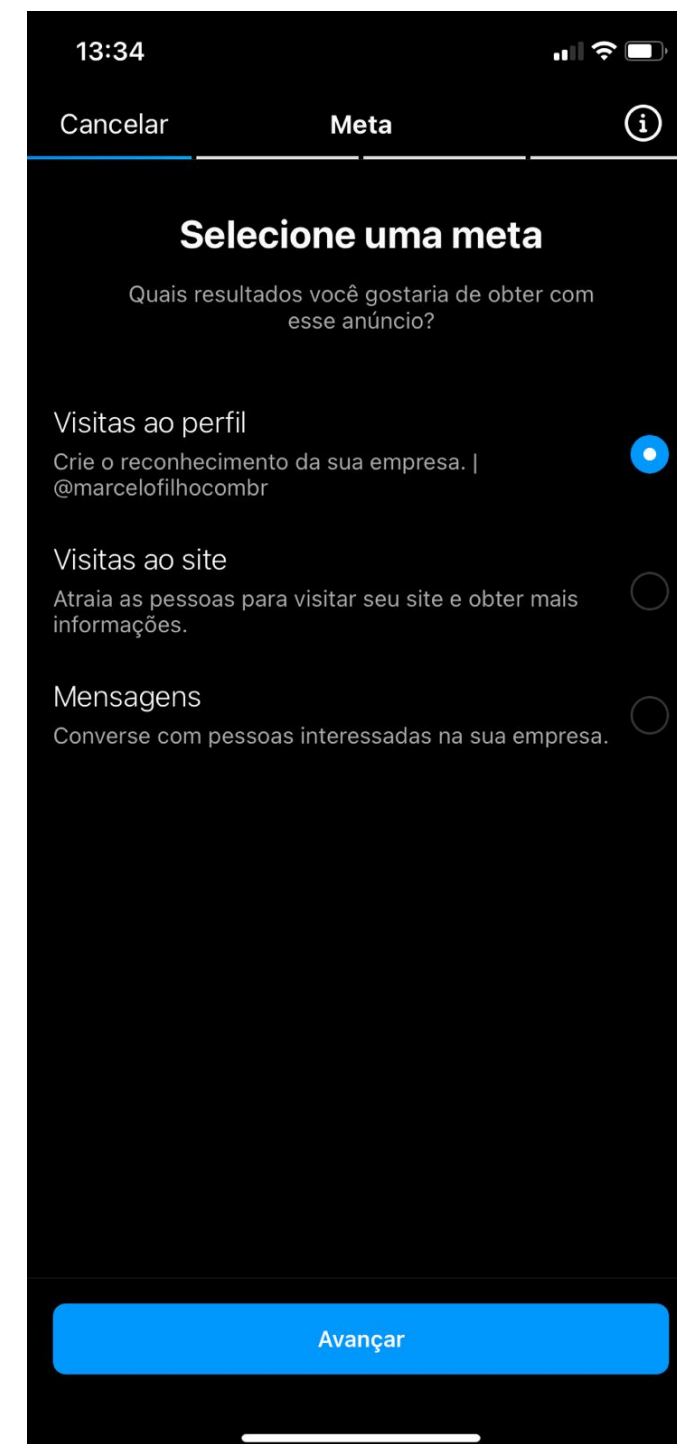 13:34
Cancelar
Meta
Selecione uma meta
Quais resultados você gostaria de obter com
esse anúncio?
Visitas ao perfil
Crie o reconhecimento da sua empresa. |
@marcelofilhocombr
Visitas ao site
Atraia as pessoas para visitar seu site e obter mais
informações.
Mensagens
Converse com pessoas interessadas na sua empresa.
Avançar